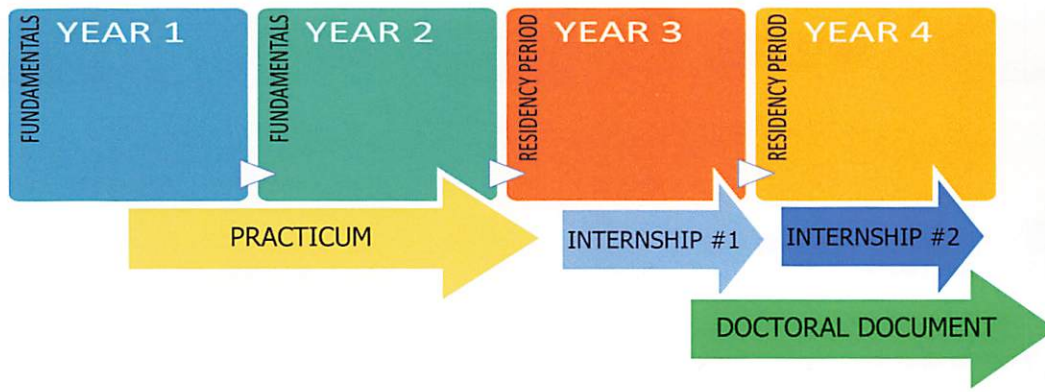 FUNDAMENTALS
YEAR 1
FUNDAMENTALS
YEAR 2
RESIDENCY PERIOD
YEAR 3
RESIDENCY PERIOD
YEAR 4
PRACTICUM
INTERNSHIP #1
INTERNSHIP #2
DOCTORAL DOCUMENT